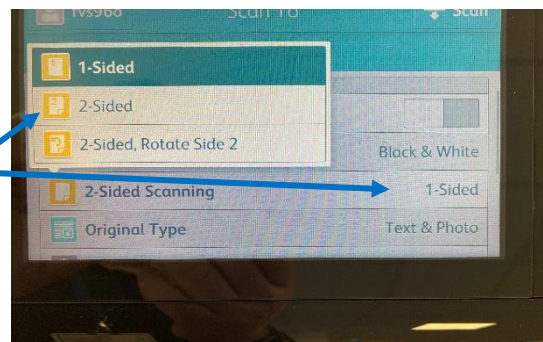 Scan To
Scan
1-Sided
2-Sided
2-Sided, Rotate Side 2
Black & White
2-Sided Scanning
1-Sided
Original Type
Text & Photo